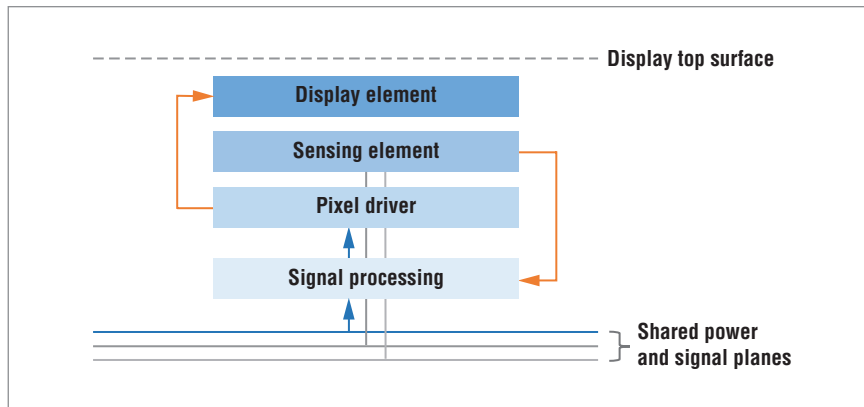 Display top surface
Display element
Sensing element
Pixel driver
Signal processing
Shared power
and signal planes